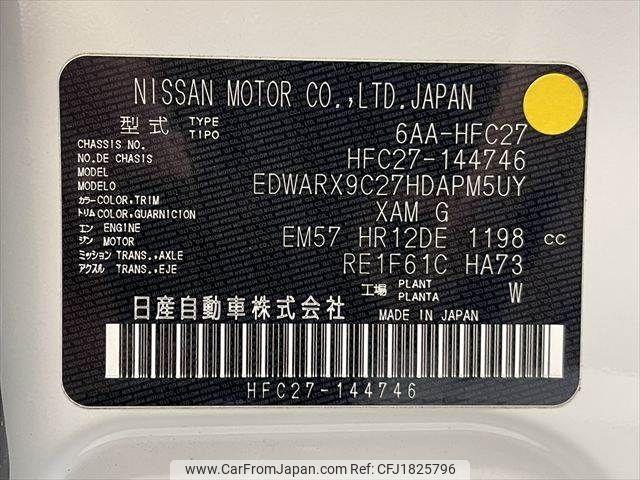 NISSAN MOTOR CO.,LTD.JAPAN
型式 TYPE TIPO 6AA-HFC27
CHASSIS NO.
NO.DE CHASIS HFC27-144746
MODEL
MODELO EDWARX9C27HDAPM5UY
カラー COLOR,TRIM
トリム COLOR,GUARNICION XAM G
エン ENGINE
ジン MOTOR EM57 HR12DE 1198 CC
ミッション TRANS.,AXLE
アクスル TRANS.,EJE RE1F61C HA73
工場 PLANT PLANTA W
日産自動車株式会社 MADE IN JAPAN
HFC27-144746
www.CarFromJapan.com | Car ID: CFJ1825796